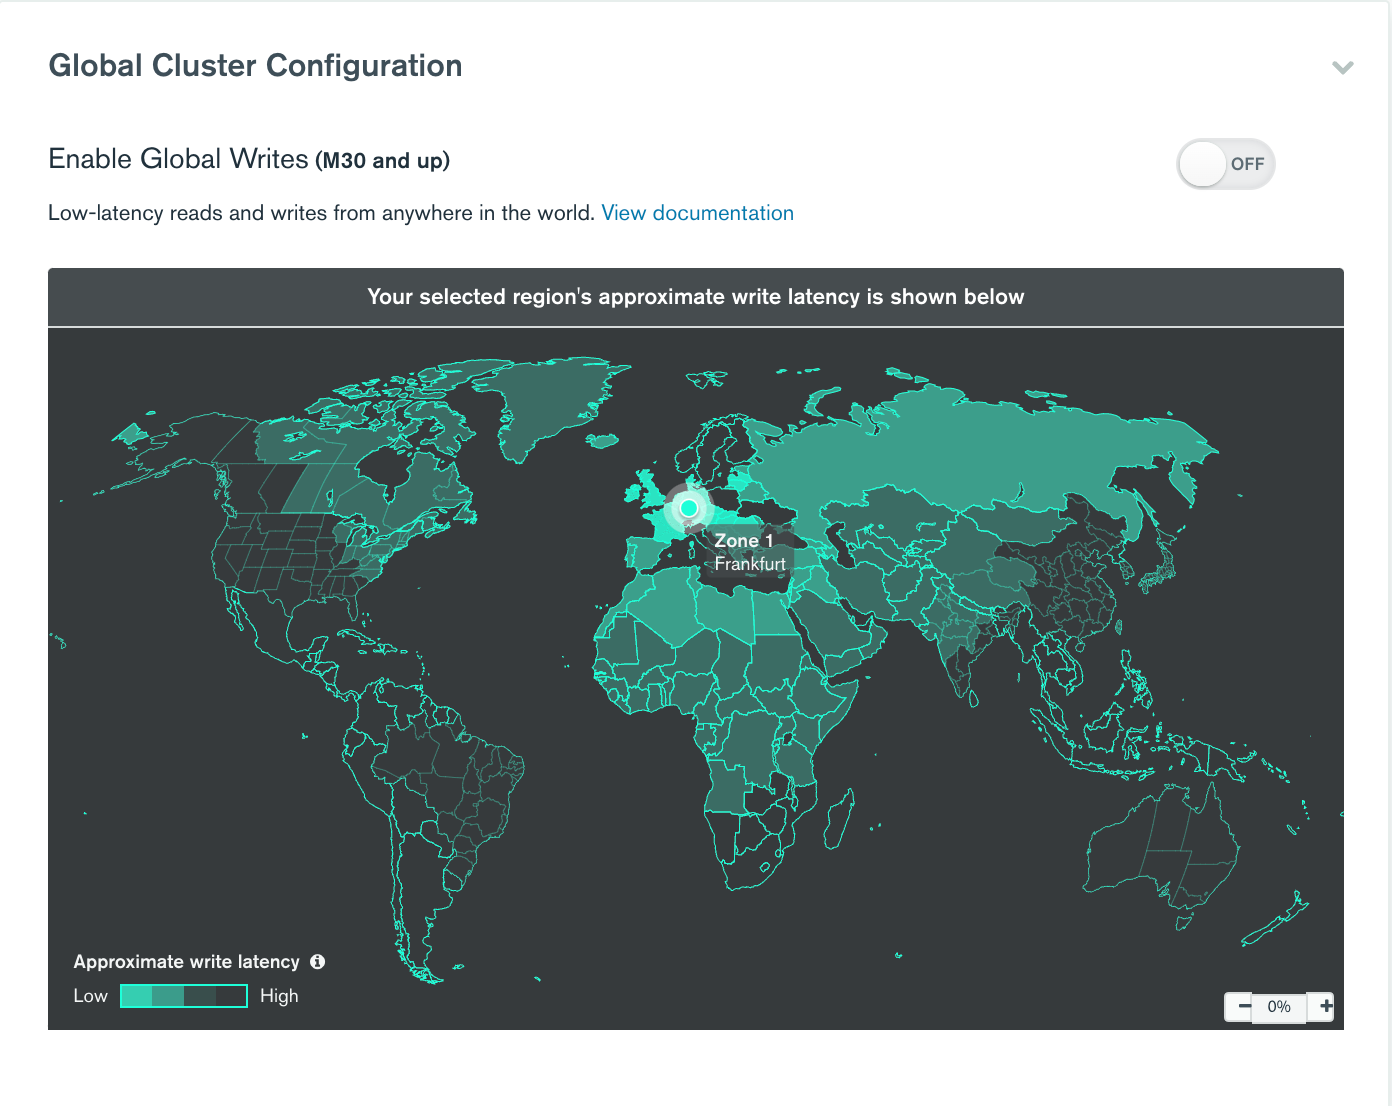 Global Cluster Configuration
Enable Global Writes (M30 and up)
OFF
Low-latency reads and writes from anywhere in the world. View documentation
Your selected region's approximate write latency is shown below
Zone 1
Frankfurt
Approximate write latency
Low
High
0%